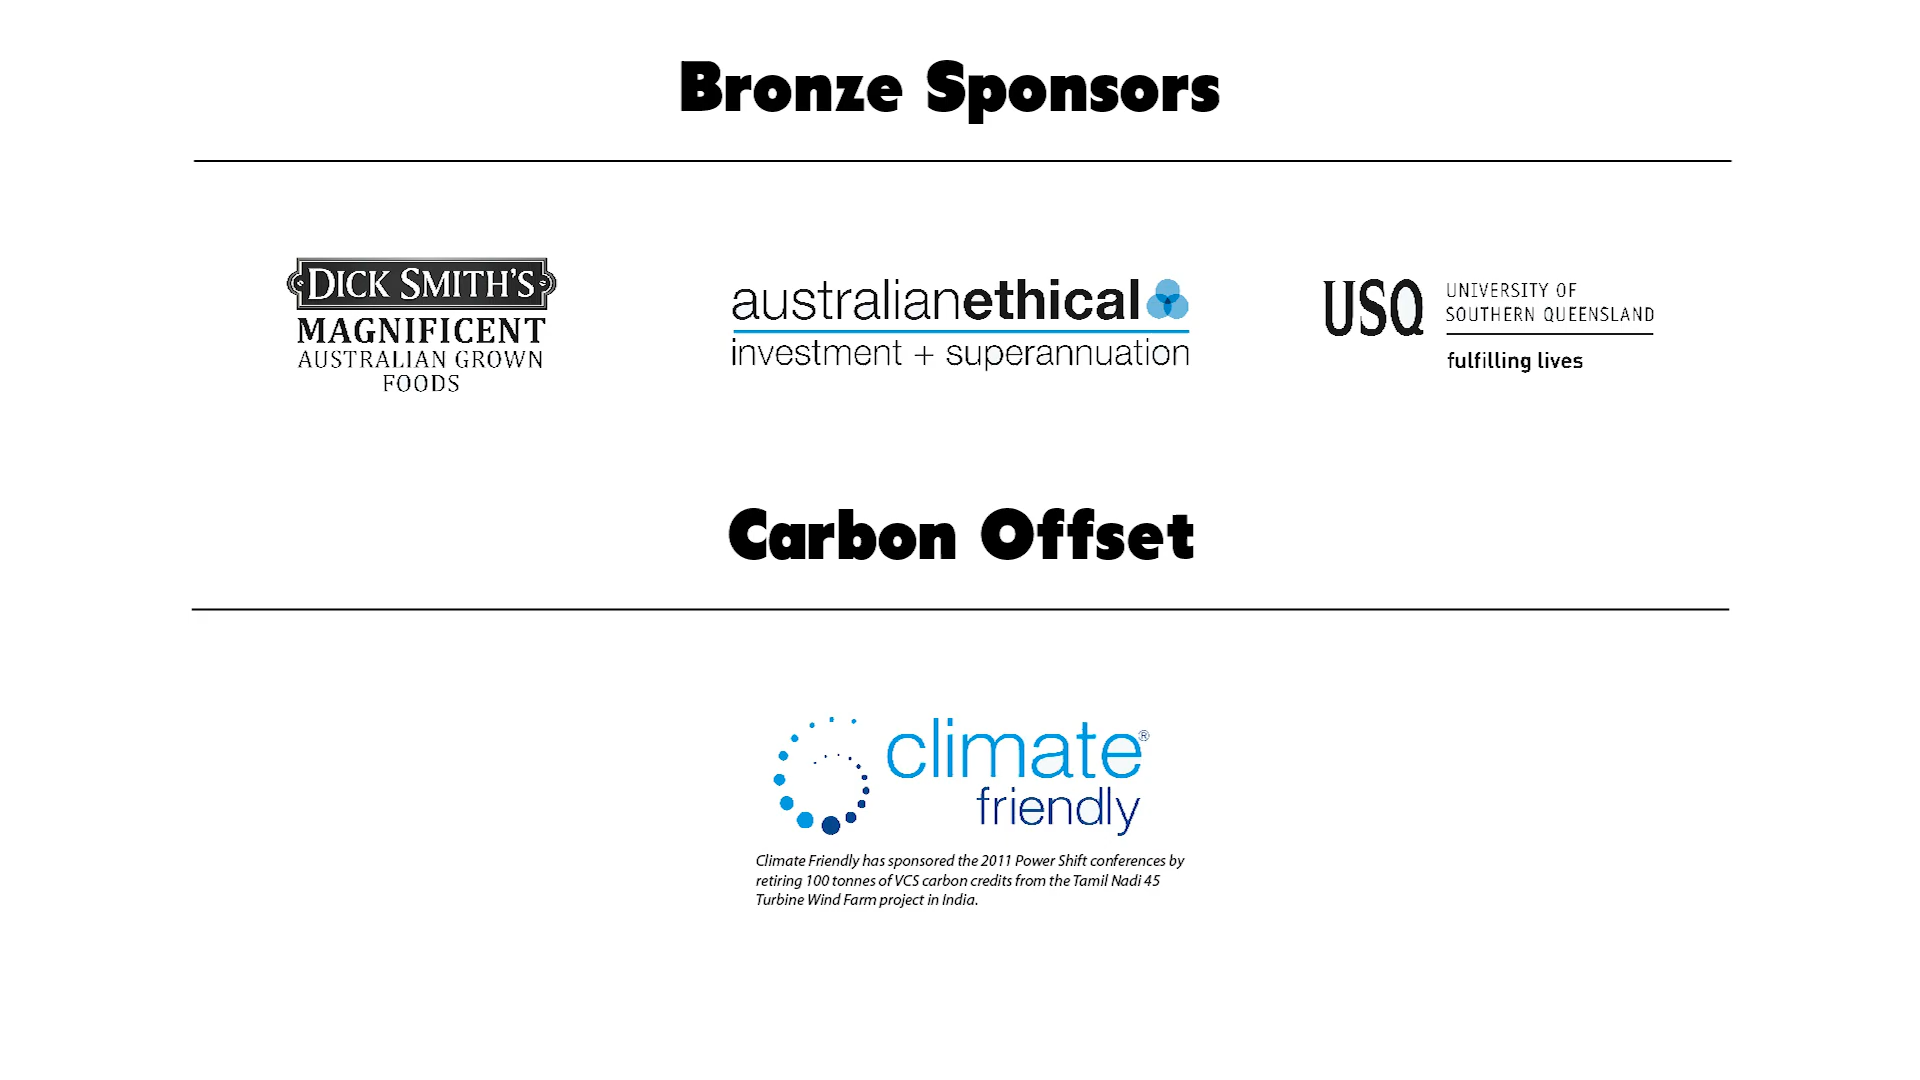 Bronze Sponsors
DICK SMITH'S
MAGNIFICENT
AUSTRALIAN GROWN
FOODS
australianethical
investment + superannuation
USQ
UNIVERSITY OF
SOUTHERN QUEENSLAND
fulfilling lives
Carbon Offset
climate®
friendly
Climate Friendly has sponsored the 2011 Power Shift conferences by
retiring 100 tonnes of VCS carbon credits from the Tamil Nadi 45
Turbine Wind Farm project in India.